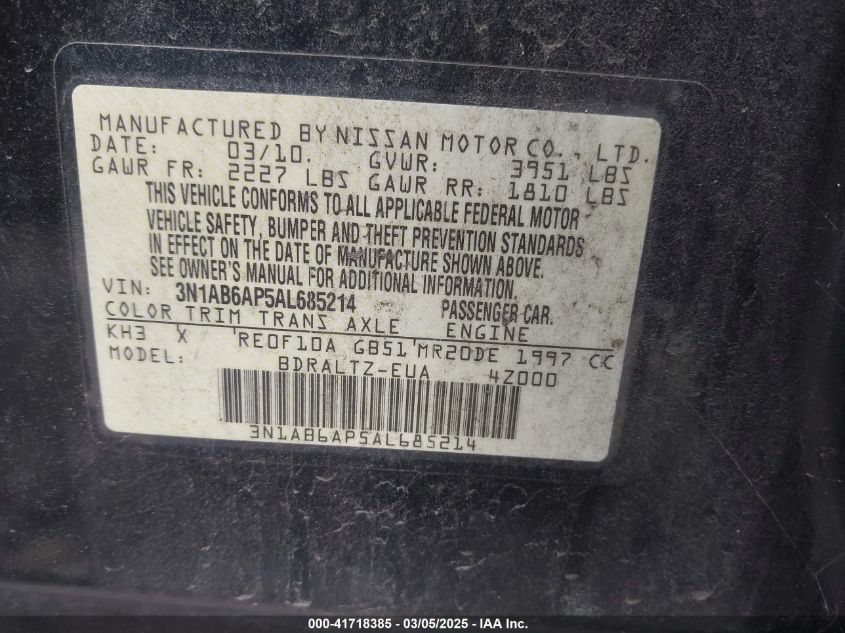 MANUFACTURED BY NISSAN MOTOR CO., LTD.
DATE: 03/10. GVWR: 3951 LBS
GAWR FR: 2227 LBS GAWR RR: 1810 LBS
THIS VEHICLE CONFORMS TO ALL APPLICABLE FEDERAL MOTOR
VEHICLE SAFETY, BUMPER AND THEFT PREVENTION STANDARDS
IN EFFECT ON THE DATE OF MANUFACTURE SHOWN ABOVE.
SEE OWNER'S MANUAL FOR ADDITIONAL INFORMATION.
VIN: 3N1AB6AP5AL685214 PASSENGER CAR.
COLOR TRIM TRANS AXLE ENGINE
KH3 X 'RE0F10A GB51'MR20DE 1997 CC
MODEL: BDRALTZ-EUA 4Z000
3N1AB6AP5AL685214
000-41718385 - 03/05/2025 - IAA Inc.